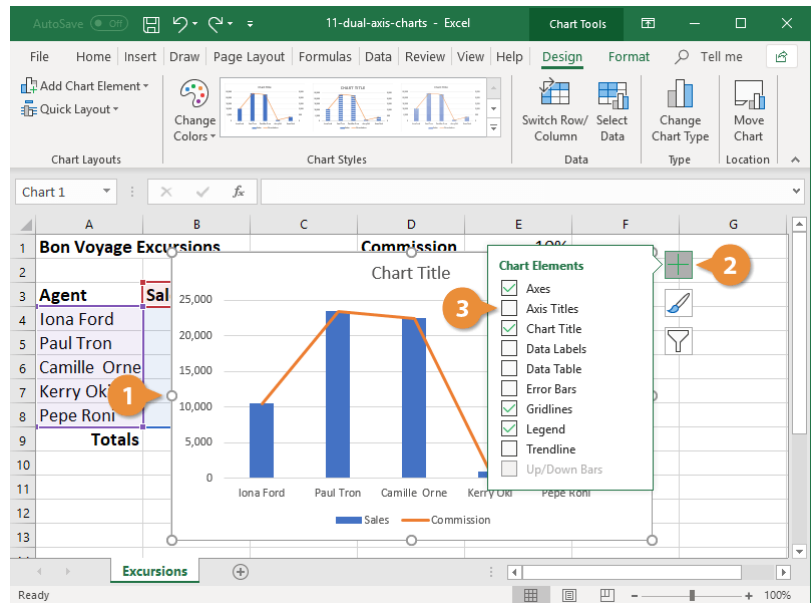 AutoSave Off 11-dual-axis-charts - Excel Chart Tools
File Home Insert Draw Page Layout Formulas Data Review View Help Design Format Tell me
Add Chart Element
Quick Layout
Change Colors
Switch Row/ Column
Select Data
Change Chart Type
Move Chart
Chart Layouts Chart Styles Data Type Location
Chart 1 fx
A B C D E F G
1 Bon Voyage Excursions Commission 10%
2
3 Agent Sal
4 Iona Ford
5 Paul Tron
6 Camille Orne
7 Kerry Oki
8 Pepe Roni
9 Totals
10
11
12
13
Chart Title
25,000
20,000
15,000
10,000
5,000
0
Iona Ford Paul Tron Camille Orne Kerry Oki Pepe Roni
Sales Commission
Chart Elements
Axes
Axis Titles
Chart Title
Data Labels
Data Table
Error Bars
Gridlines
Legend
Trendline
Up/Down Bars
1
2
3
Excursions
Ready 100%